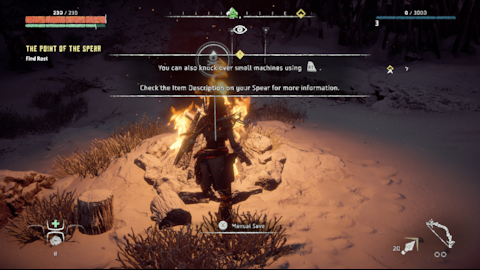 230 / 230
E
0 / 3000
3
THE POINT OF THE SPEAR
Find Rost
You can also knock over small machines using
Check the Item Description on your Spear for more information.
Manual Save
20